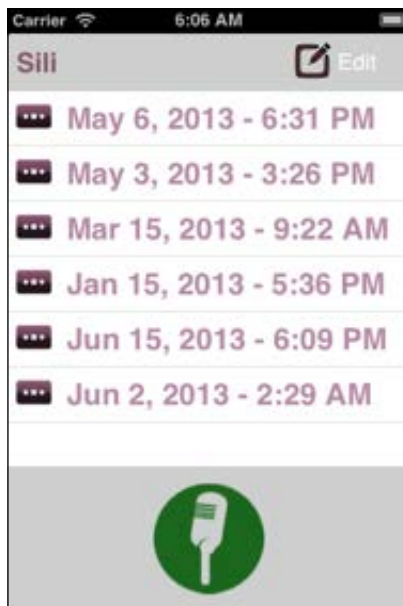 Carrier 6:06 AM
Sili Edit
May 6, 2013 - 6:31 PM
May 3, 2013 - 3:26 PM
Mar 15, 2013 - 9:22 AM
Jan 15, 2013 - 5:36 PM
Jun 15, 2013 - 6:09 PM
Jun 2, 2013 - 2:29 AM